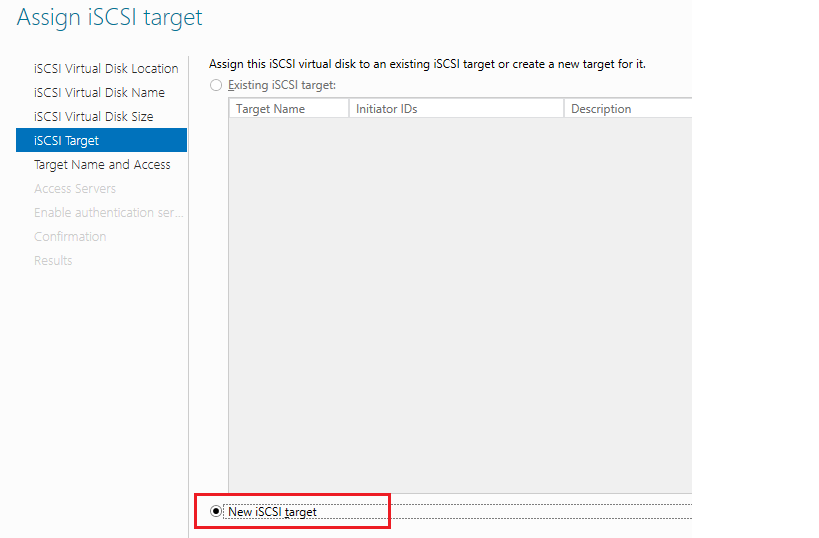 Assign iSCSI target
iSCSI Virtual Disk Location
iSCSI Virtual Disk Name
iSCSI Virtual Disk Size
iSCSI Target
Target Name and Access
Access Servers
Enable authentication ser...
Confirmation
Results
Assign this iSCSI virtual disk to an existing iSCSI target or create a new target for it.
Existing iSCSI target:
Target Name Initiator IDs Description
New iSCSI target